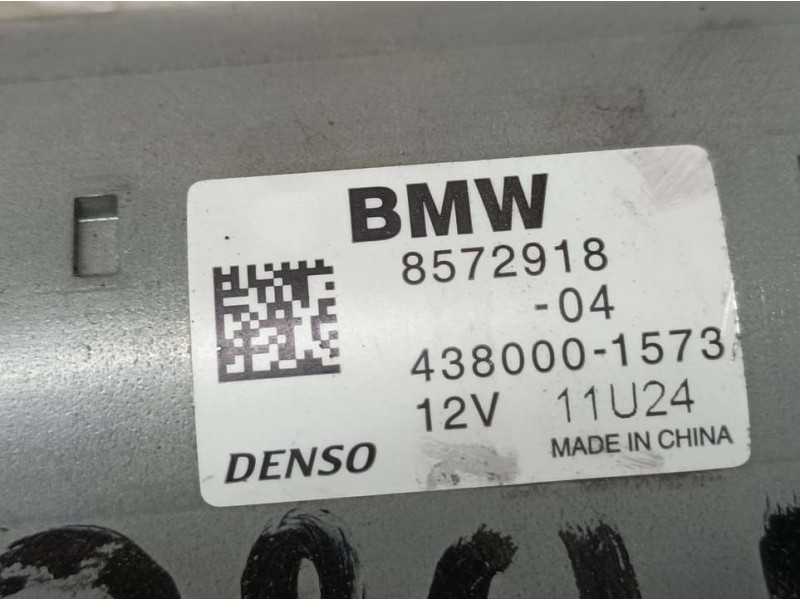 BMW
8572918
-04
438000-1573
12V 11U24
DENSO
MADE IN CHINA